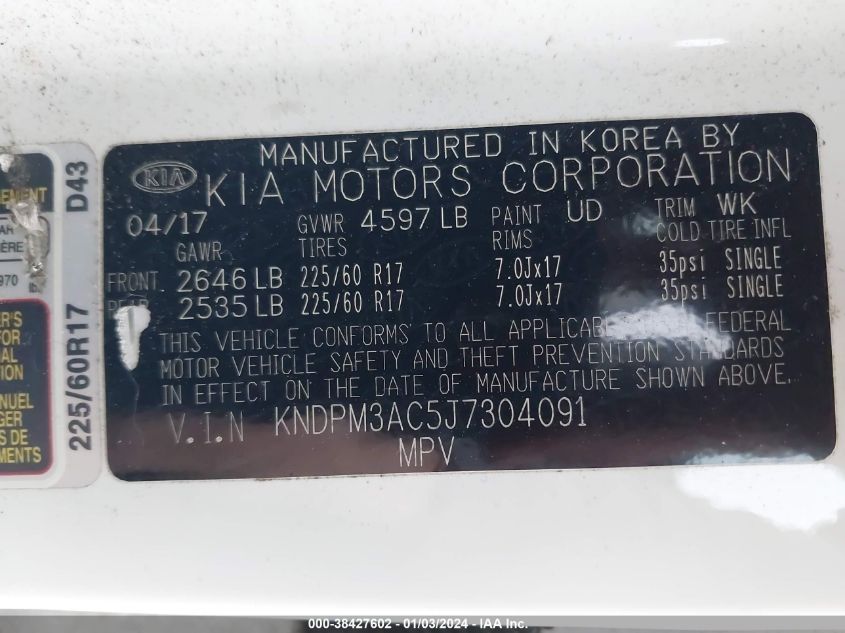 MANUFACTURED IN KOREA BY
KIA KIA MOTORS CORPORATION
04/17 GVWR 4597 LB PAINT UD TRIM WK
GAWR TIRES RIMS COLD TIRE INFL
FRONT 2646 LB 225/60 R17 7.0Jx17 35psi SINGLE
2535 LB 225/60 R17 7.0Jx17 35psi SINGLE
THIS VEHICLE CONFORMS TO ALL FEDERAL
MOTOR VEHICLE SAFETY AND THEFT PREVENTION STANDARDS
IN EFFECT ON THE DATE OF MANUFACTURE SHOWN ABOVE.
V.I.N KNDPM3AC5J7304091
MPV
225/60R17 D43
000-38427602 - 01/03/2024 - IAA Inc.